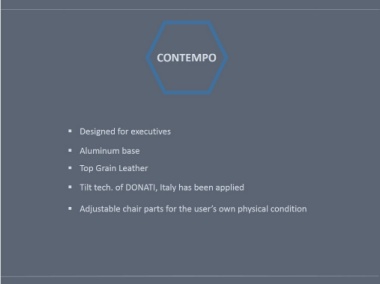 CONTEMPO
▪ Designed for executives
▪ Aluminum base
▪ Top Grain Leather
▪ Tilt tech. of DONATI, Italy has been applied
▪ Adjustable chair parts for the user's own physical condition